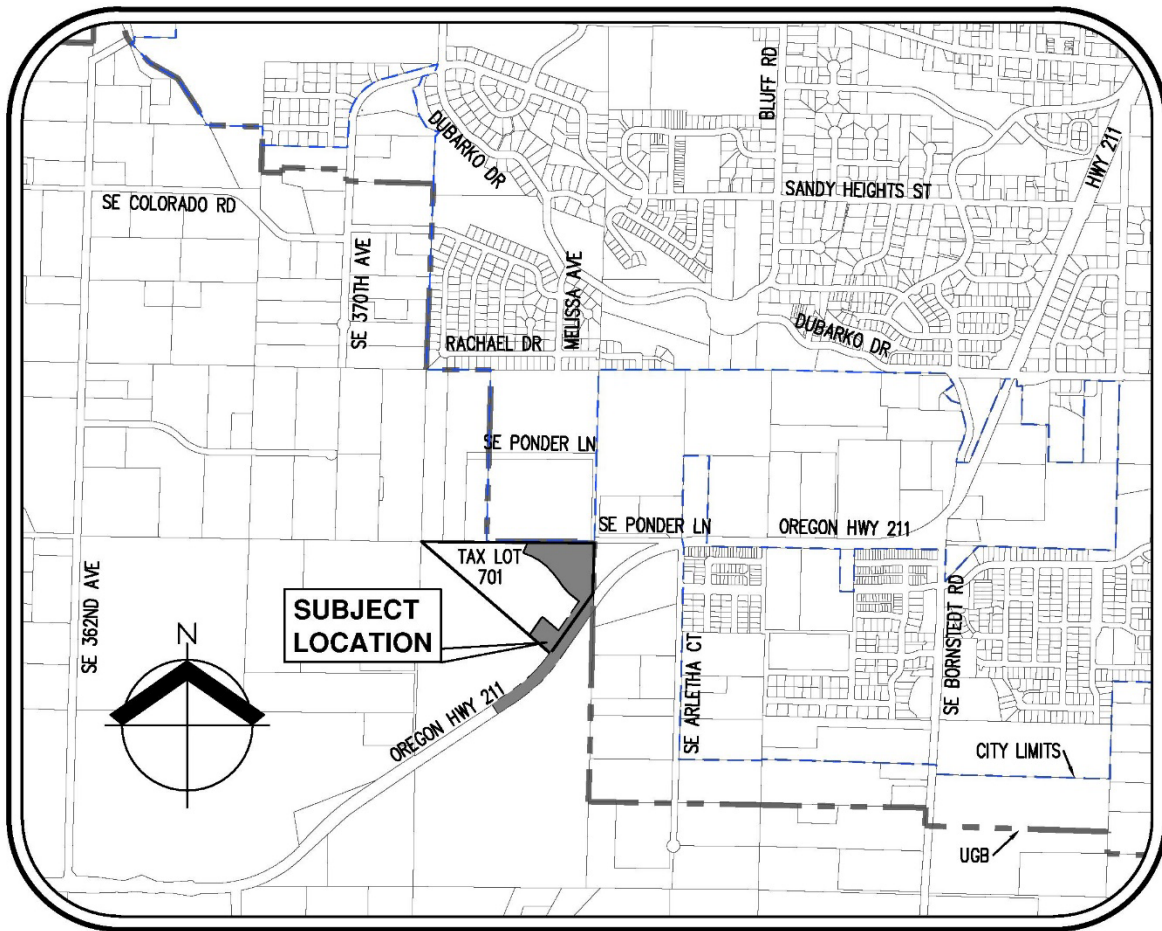 BLUFF RD
DUBARKO DR
HWY 211
SE COLORADO RD
SANDY HEIGHTS ST
SE 370TH AVE
MELISSA AVE
RACHAEL DR
DUBARKO DR
SE PONDER LN
SE PONDER LN
OREGON HWY 211
TAX LOT
701
SE 362ND AVE
SUBJECT
LOCATION
N
SE ARLETHA CT
SE BORNSTEDT RD
OREGON HWY 211
CITY LIMITS
UGB